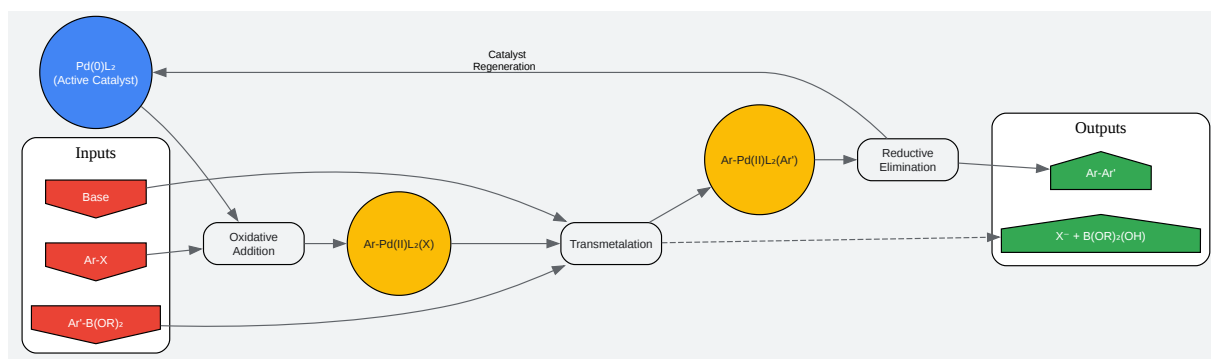 Pd(0)L₂
(Active Catalyst)
Catalyst
Regeneration
Inputs
Base
Ar-X
Ar'-B(OR)₂
Oxidative
Addition
Ar-Pd(II)L₂(X)
Transmetalation
Ar-Pd(II)L₂(Ar')
Reductive
Elimination
Outputs
Ar-Ar'
X⁻ + B(OR)₂(OH)